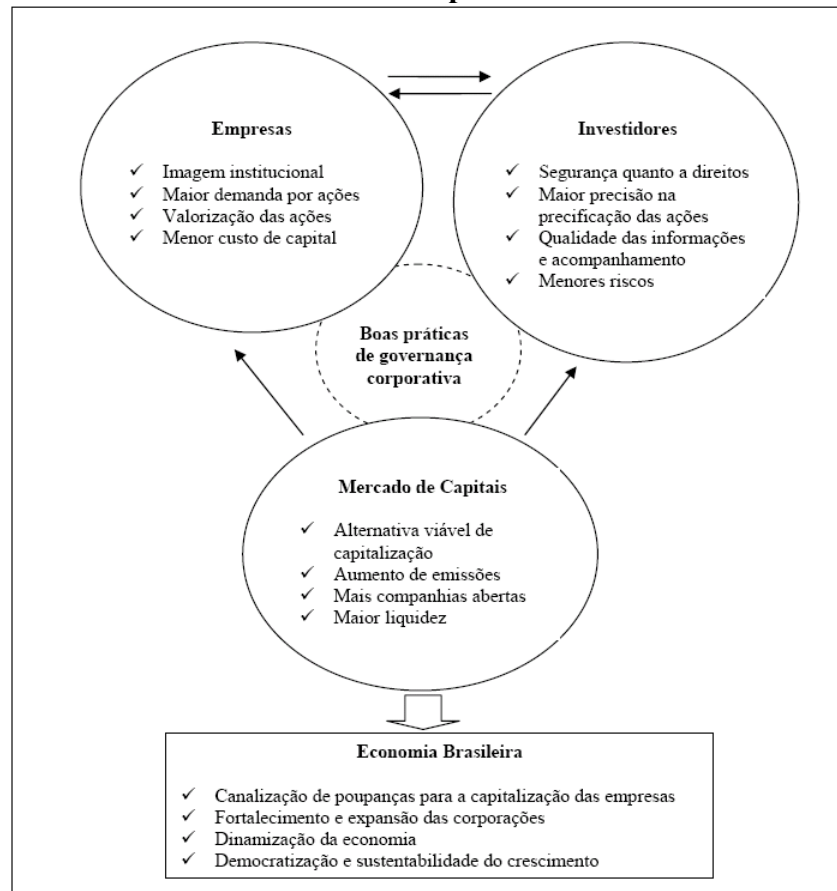 Empresas
✓ Imagem institucional
✓ Maior demanda por ações
✓ Valorização das ações
✓ Menor custo de capital
Investidores
✓ Segurança quanto a direitos
✓ Maior precisão na
precificação das ações
✓ Qualidade das informações
e acompanhamento
✓ Menores riscos
Boas práticas
de governança
corporativa
Mercado de Capitais
✓ Alternativa viável de
capitalização
✓ Aumento de emissões
✓ Mais companhias abertas
✓ Maior liquidez
Economia Brasileira
✓ Canalização de poupanças para a capitalização das empresas
✓ Fortalecimento e expansão das corporações
✓ Dinamização da economia
✓ Democratização e sustentabilidade do crescimento